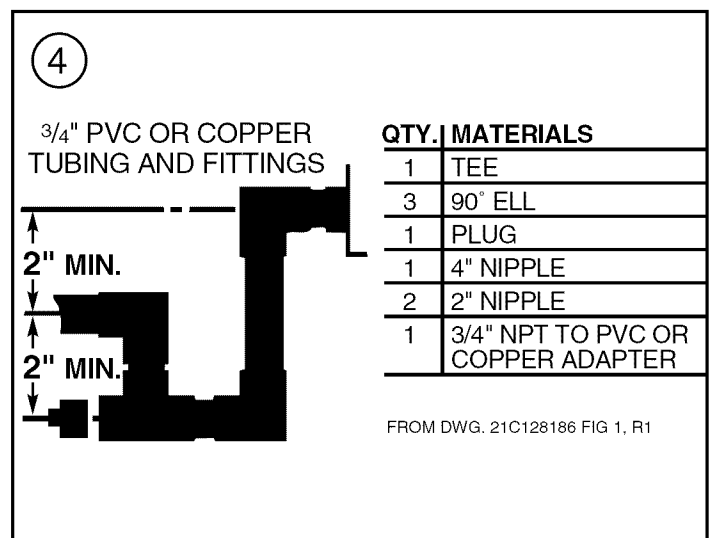 4
3/4" PVC OR COPPER
TUBING AND FITTINGS
2" MIN.
2" MIN.
QTY. MATERIALS
1 TEE
3 90° ELL
1 PLUG
1 4" NIPPLE
2 2" NIPPLE
1 3/4" NPT TO PVC OR
COPPER ADAPTER
FROM DWG. 21C128186 FIG 1, R1